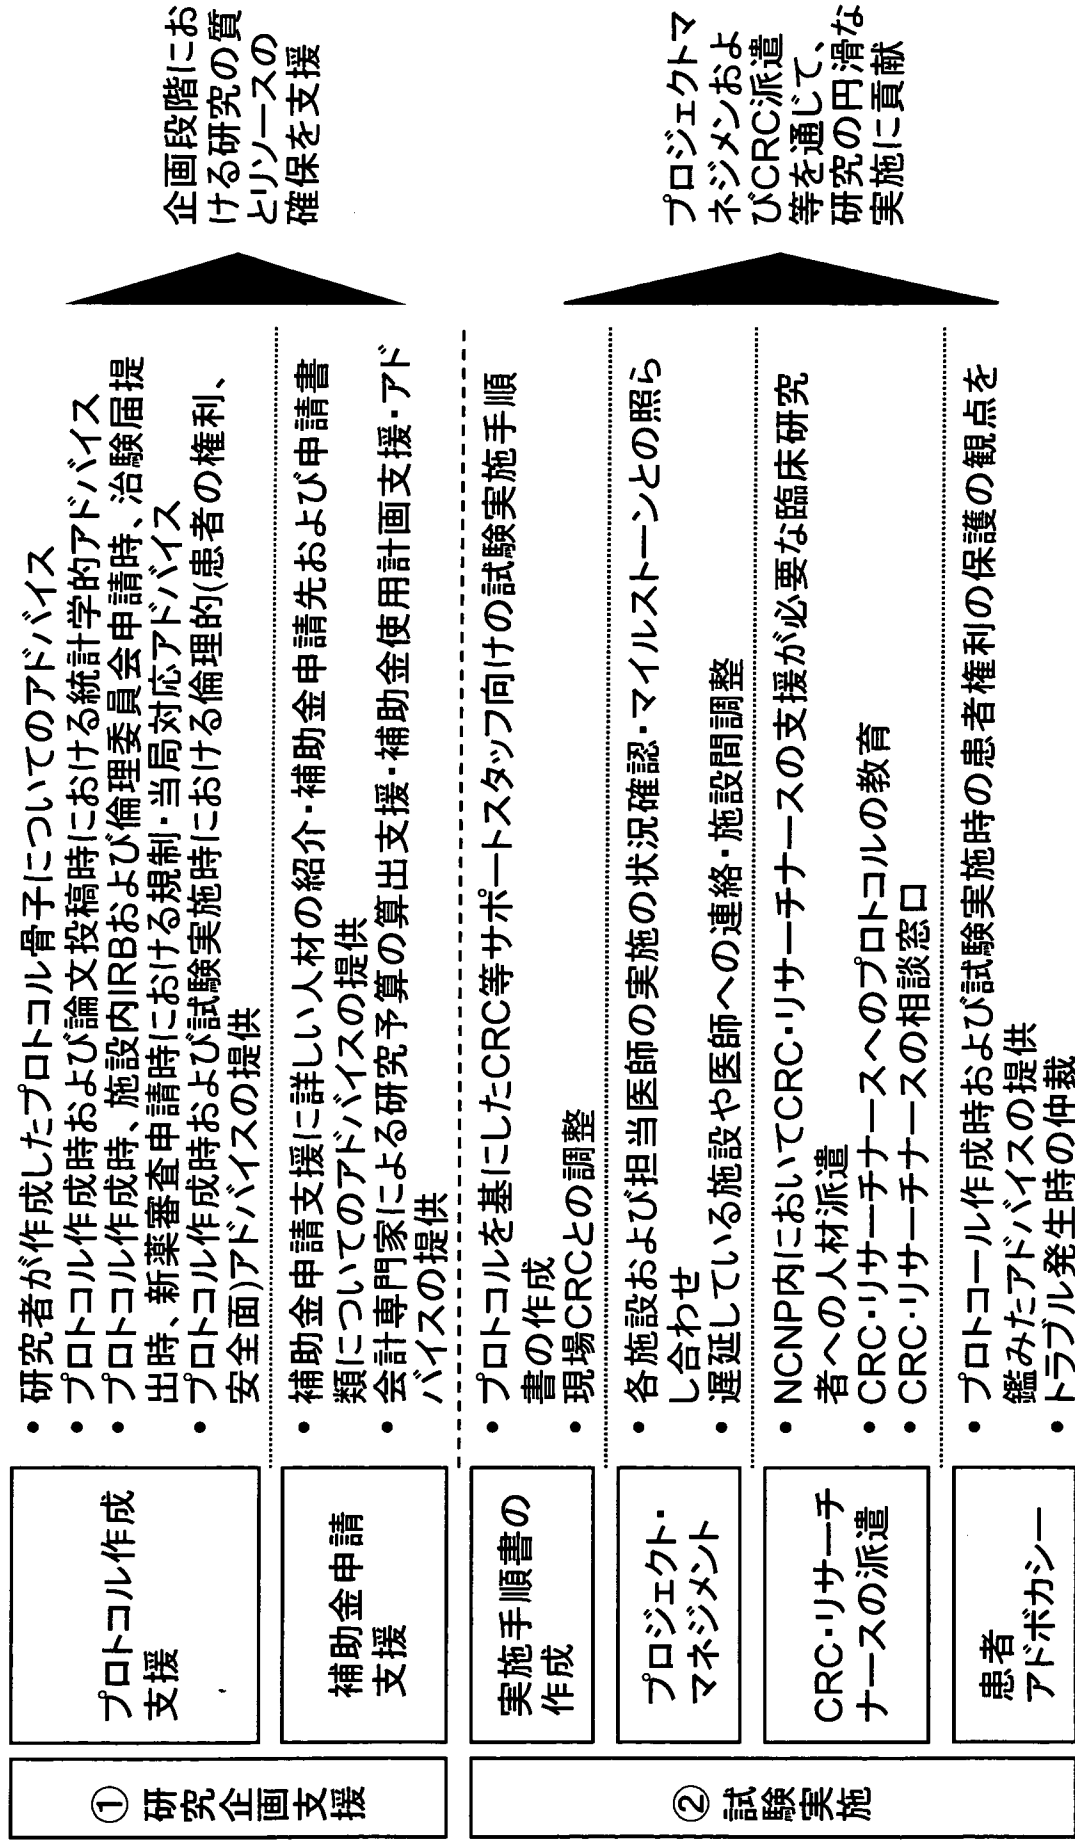 ① 研究企画支援
プロトコル作成
支援
• 研究者が作成したプロトコル骨子についてのアドバイス
• プロトコル作成時および論文投稿時における統計学的アドバイス
• プロトコル作成時、施設内IRBおよび倫理委員会申請時、治験届提
出時、新薬審査申請時における規制・当局対応アドバイス
• プロトコル作成時および試験実施時における倫理的(患者の権利、
安全面)アドバイスの提供
補助金申請
支援
• 補助金申請支援に詳しい人材の紹介・補助金申請先および申請書
類についてのアドバイスの提供
• 会計専門家による研究予算の算出支援・補助金使用計画支援・アド
バイスの提供
企画段階にお
ける研究の質
とリソースの
確保を支援
② 試験実施
実施手順書の
作成
• プロトコルを基にしたCRC等サポートスタッフ向けの試験実施手順
書の作成
• 現場CRCとの調整
プロジェクト・
マネジメント
• 各施設および担当医師の実施の状況確認・マイルストーンとの照ら
し合わせ
• 遅延している施設や医師への連絡・施設間調整
CRC・リサーチ
ナースの派遣
• NCNP内においてCRC・リサーチナースの支援が必要な臨床研究
者への人材派遣
• CRC・リサーチナースへのプロトコルの教育
• CRC・リサーチナースの相談窓口
患者
アドボカシー
• プロトコール作成時および試験実施時の患者権利の保護の観点を
鑑みたアドバイスの提供
• トラブル発生時の仲裁
プロジェクトマ
ネジメンおよ
びCRC派遣
等を通じて、
研究の円滑な
実施に貢献